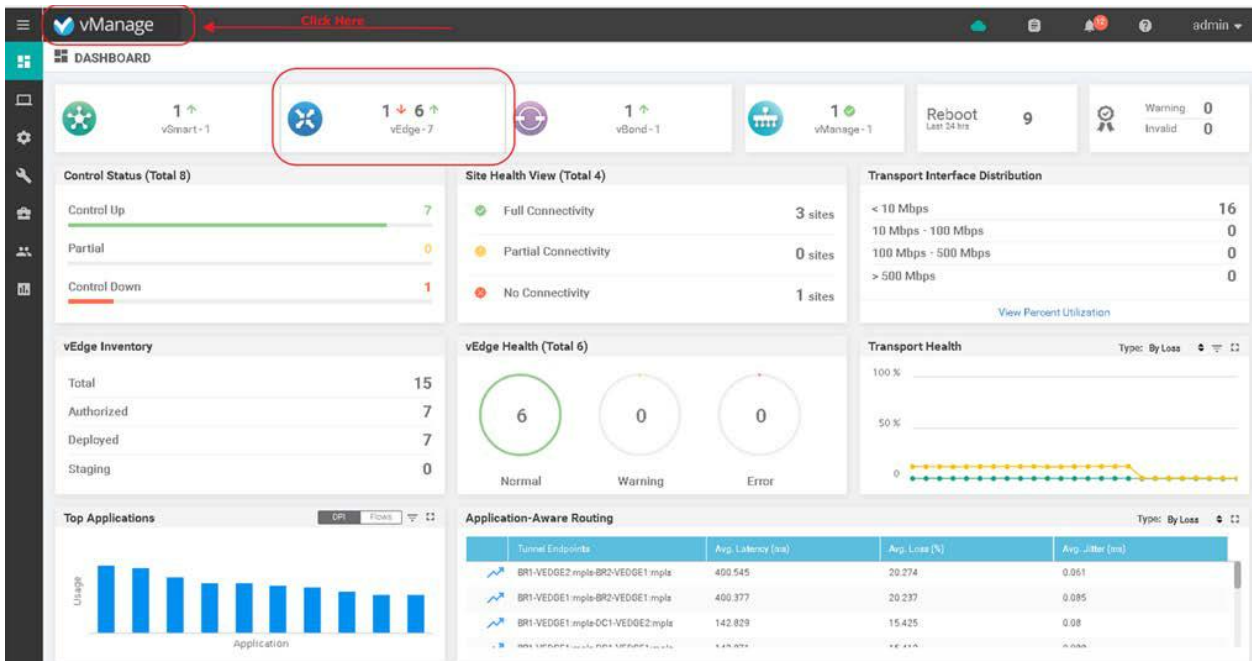 vManage
Click Here
12
admin
DASHBOARD
1
vSmart - 1
1 6
vEdge - 7
1
vBond - 1
1
vManage - 1
Reboot
Last 24 hrs
9
Warning 0
Invalid 0
Control Status (Total 8)
Control Up 7
Partial 0
Control Down 1
Site Health View (Total 4)
Full Connectivity 3 sites
Partial Connectivity 0 sites
No Connectivity 1 sites
Transport Interface Distribution
< 10 Mbps 16
10 Mbps - 100 Mbps 0
100 Mbps - 500 Mbps 0
> 500 Mbps 0
View Percent Utilization
vEdge Inventory
Total 15
Authorized 7
Deployed 7
Staging 0
vEdge Health (Total 6)
6 0 0
Normal Warning Error
Transport Health Type: By Loss
100 %
50 %
0
Top Applications DPI Flows
Usage
Application
Application-Aware Routing Type: By Loss
Tunnel Endpoints Avg. Latency (ms) Avg. Loss (%) Avg. Jitter (ms)
BR1-VEDGE2:mpls-BR2-VEDGE1:mpls 400.545 20.274 0.061
BR1-VEDGE1:mpls-BR2-VEDGE1:mpls 400.377 20.237 0.085
BR1-VEDGE1:mpls-DC1-VEDGE2:mpls 142.829 15.425 0.08